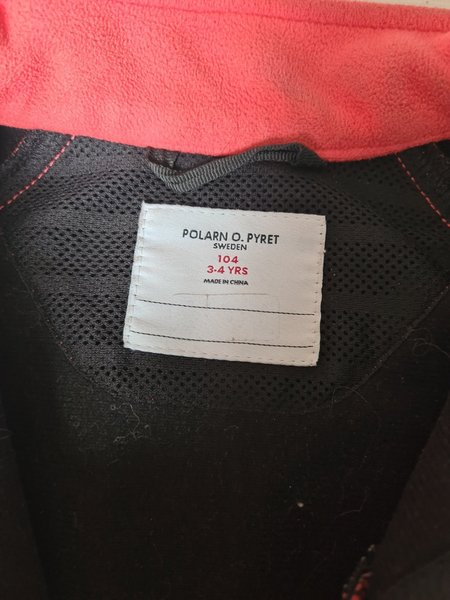 POLARN O. PYRET
SWEDEN
104
3-4 YRS
MADE IN CHINA